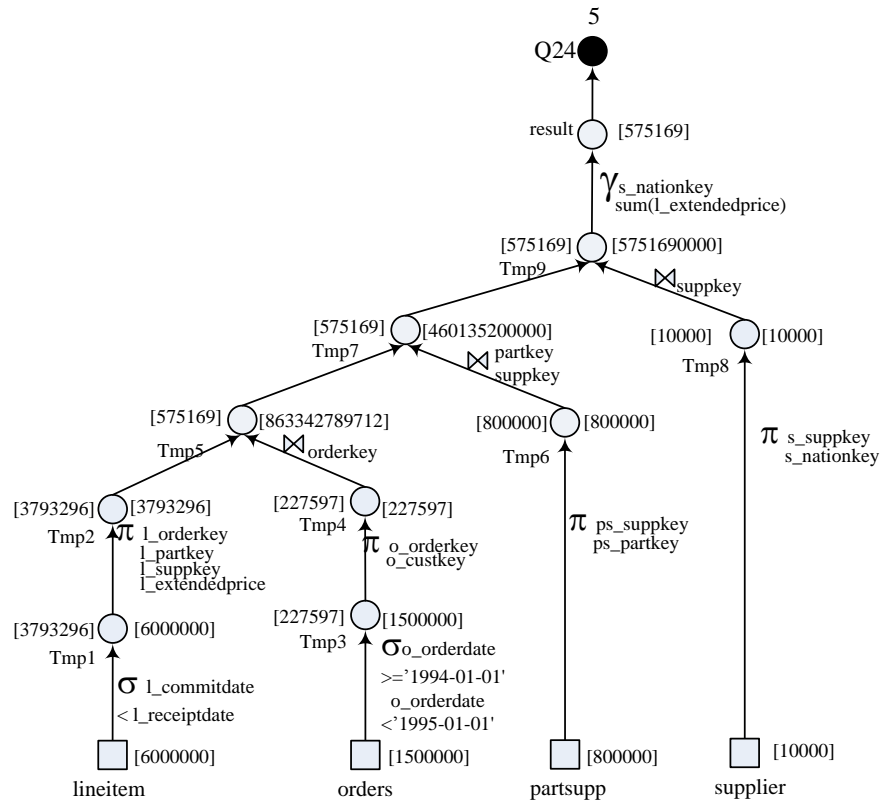 5
Q24
result [575169]
γ s_nationkey
sum(l_extendedprice)
[575169] [5751690000]
Tmp9
⋈ suppkey
[575169] [460135200000]
Tmp7
⋈ partkey
suppkey
[10000] [10000]
Tmp8
[575169] [863342789712]
Tmp5
⋈ orderkey
[800000] [800000]
Tmp6
π s_suppkey
s_nationkey
[3793296] [3793296]
Tmp2
π l_orderkey
l_partkey
l_suppkey
l_extendedprice
[227597] [227597]
Tmp4
π o_orderkey
o_custkey
π ps_suppkey
ps_partkey
[3793296] [6000000]
Tmp1
[227597] [1500000]
Tmp3
σ l_commitdate
< l_receiptdate
σ o_orderdate
>='1994-01-01'
o_orderdate
<'1995-01-01'
[6000000]
lineitem
[1500000]
orders
[800000]
partsupp
[10000]
supplier